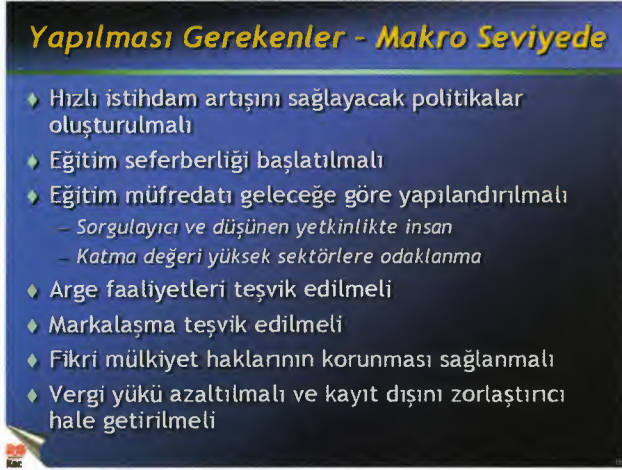 Yapılması Gerekenler - Makro Seviyede
Hızlı istihdam artışını sağlayacak politikalar
oluşturulmalı
Eğitim seferberliği başlatılmalı
Eğitim müfredatı geleceğe göre yapılandırılmalı
– Sorgulayıcı ve düşünen yetkinlikte insan
– Katma değeri yüksek sektörlere odaklanma
Arge faaliyetleri teşvik edilmeli
Markalaşma teşvik edilmeli
Fikri mülkiyet haklarının korunması sağlanmalı
Vergi yükü azaltılmalı ve kayıt dışını zorlaştırıcı
hale getirilmeli
Koç